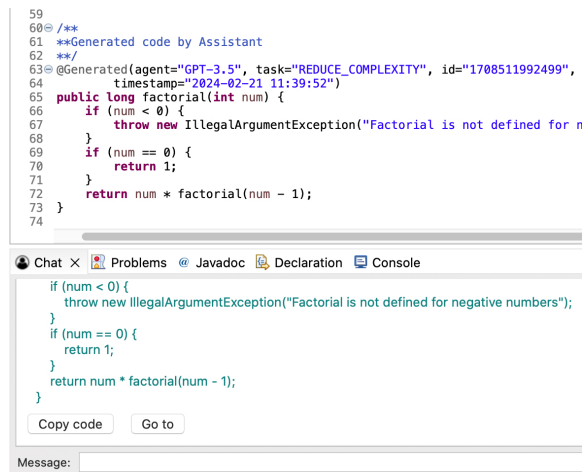 59
60 /**
61 **Generated code by Assistant
62 **/
63 @Generated(agent="GPT-3.5", task="REDUCE_COMPLEXITY", id="1708511992499",
64         timestamp="2024-02-21 11:39:52")
65 public long factorial(int num) {
66     if (num < 0) {
67         throw new IllegalArgumentException("Factorial is not defined for n
68     }
69     if (num == 0) {
70         return 1;
71     }
72     return num * factorial(num - 1);
73 }
74
Chat × Problems @ Javadoc Declaration Console
if (num < 0) {
throw new IllegalArgumentException("Factorial is not defined for negative numbers");
}
if (num == 0) {
return 1;
}
return num * factorial(num - 1);
}
Copy code Go to
Message: